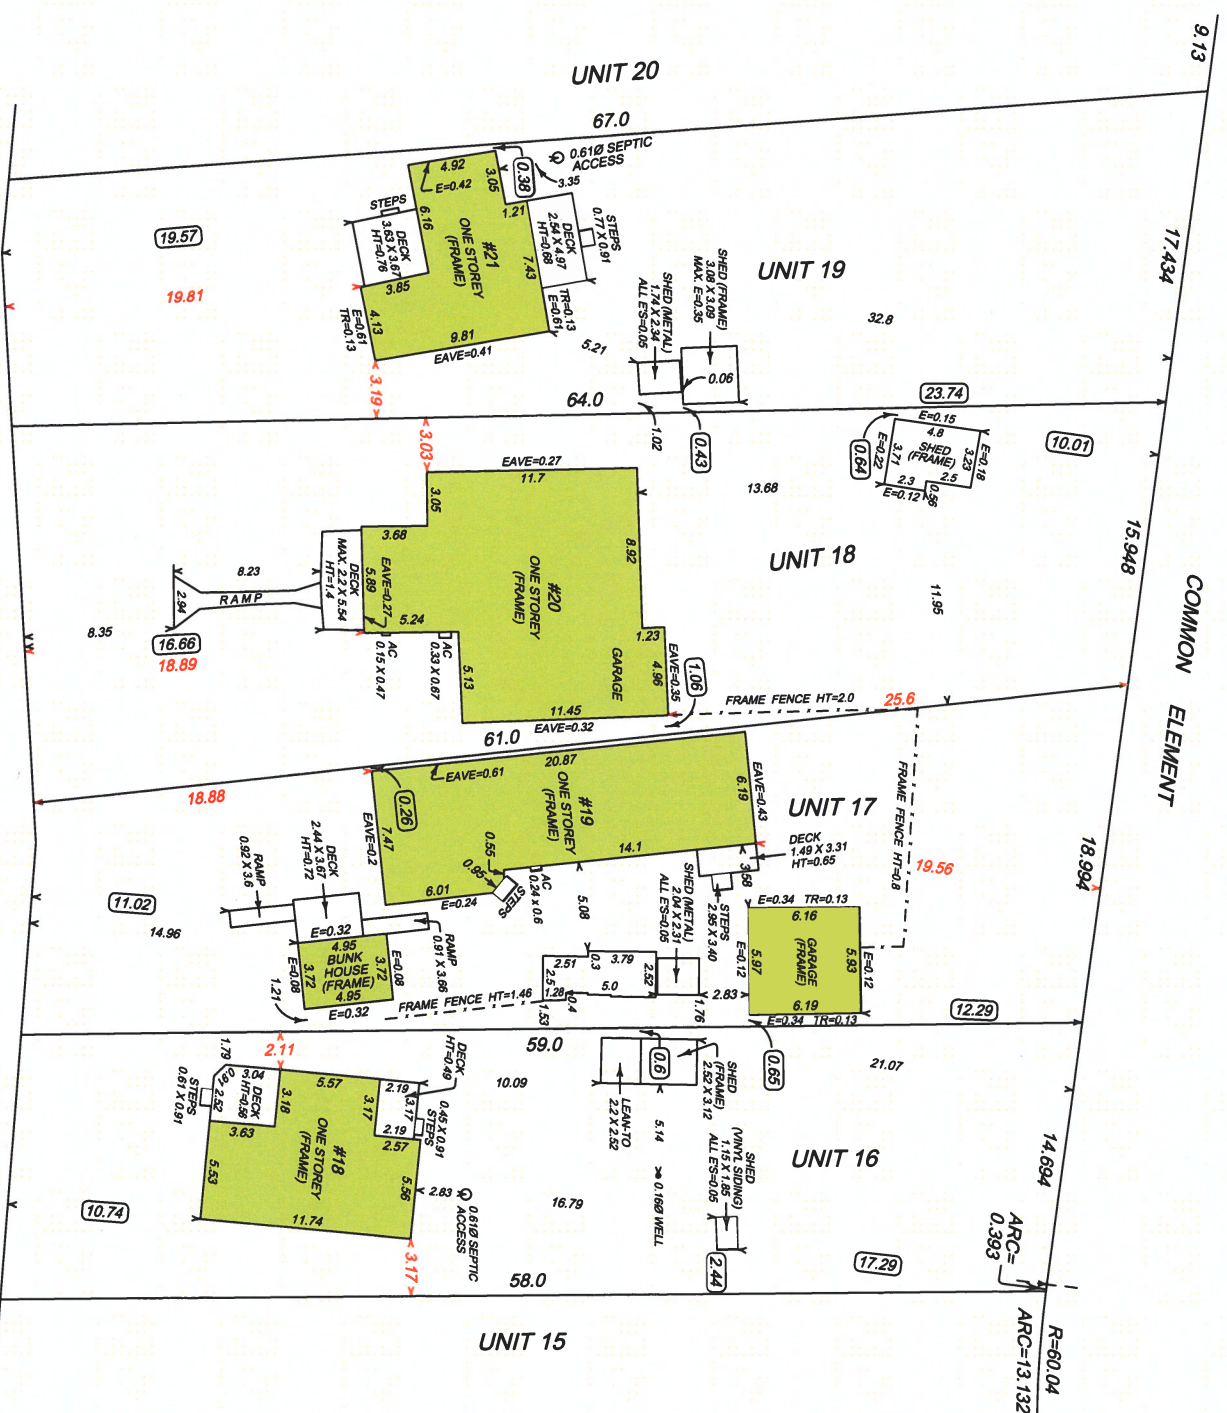 9.13
UNIT 20
67.0
0.61Ø SEPTIC
ACCESS
0.38
3.35
4.92
E=0.42
3.05
1.21
STEPS
6.16
#21
ONE STOREY
(FRAME)
DECK
3.63 X 3.67
HT=0.76
DECK
2.54 X 4.97
HT=0.68
STEPS
0.77 X 0.91
7.43
17.434
19.57
19.81
3.85
4.13
E=0.61
TR=0.13
TR=0.13
E=0.61
9.81
EAVE=0.41
5.21
UNIT 19
SHED (FRAME)
3.08 X 3.09
MAX. E=0.35
SHED (METAL)
1.74 X 2.34
ALL E'S=0.05
0.06
32.8
3.19
64.0
23.74
1.02
0.43
3.03
0.64
E=0.15
4.8
SHED
(FRAME)
E=0.22
3.71
3.23
E=0.18
2.3
2.5
0.56
E=0.12
10.01
EAVE=0.27
11.7
3.05
13.68
3.68
8.92
15.948
UNIT 18
DECK
MAX. 2.2 X 5.54
HT=1.4
5.89
EAVE=0.27
#20
ONE STOREY
(FRAME)
8.23
RAMP
2.94
5.24
11.95
COMMON ELEMENT
8.35
16.66
18.89
AC
0.15 X 0.47
AC
0.33 X 0.67
5.13
1.23
4.96
GARAGE
EAVE=0.35
1.06
11.45
EAVE=0.32
FRAME FENCE HT=2.0
25.6
61.0
20.87
EAVE=0.61
18.88
0.26
#19
ONE STOREY
(FRAME)
6.19
EAVE=0.43
UNIT 17
FRAME FENCE HT=0.8
18.994
7.47
EAVE=0.2
0.55
14.1
DECK
1.49 X 3.31
HT=0.65
19.56
2.44 X 3.67
HT=0.72
DECK
RAMP
0.92 X 3.6
6.01
E=0.24
0.95
STEPS
AC
0.24 x 0.6
5.08
SHED (METAL)
2.04 X 2.31
ALL E'S=0.05
3.58
STEPS
2.95 X 3.40
E=0.34 TR=0.13
6.16
11.02
14.96
E=0.32
RAMP
0.91 X 3.66
4.95
BUNK
HOUSE
(FRAME)
3.72
3.72
E=0.08
E=0.08
4.95
E=0.32
1.21
2.51
0.3
3.79
2.52
2.5
1.28
0.4
5.0
E=0.12
5.97
GARAGE
(FRAME)
5.93
E=0.12
6.19
2.83
1.76
FRAME FENCE HT=1.46
.53
E=0.34 TR=0.13
12.29
2.11
59.0
0.6
0.65
21.07
1.79
0.81
3.04
DECK
HT=0.56
2.52
STEPS
0.61 X 0.91
3.18
5.57
3.17
2.19
3.17
2.19
DECK
HT=0.49
0.45 X 0.91
STEPS
10.09
LEAN-TO
2.2 X 2.52
SHED
(FRAME)
2.52 X 3.12
5.14
0.16Ø WELL
3.63
2.57
#18
ONE STOREY
(FRAME)
SHED
(VINYL SIDING)
1.15 X 1.85
ALL E'S=0.05
UNIT 16
14.694
5.53
5.56
2.83
0.61Ø SEPTIC
ACCESS
16.79
10.74
11.74
3.17
58.0
2.44
17.29
ARC=
0.393
UNIT 15
R=60.04
ARC=13.132